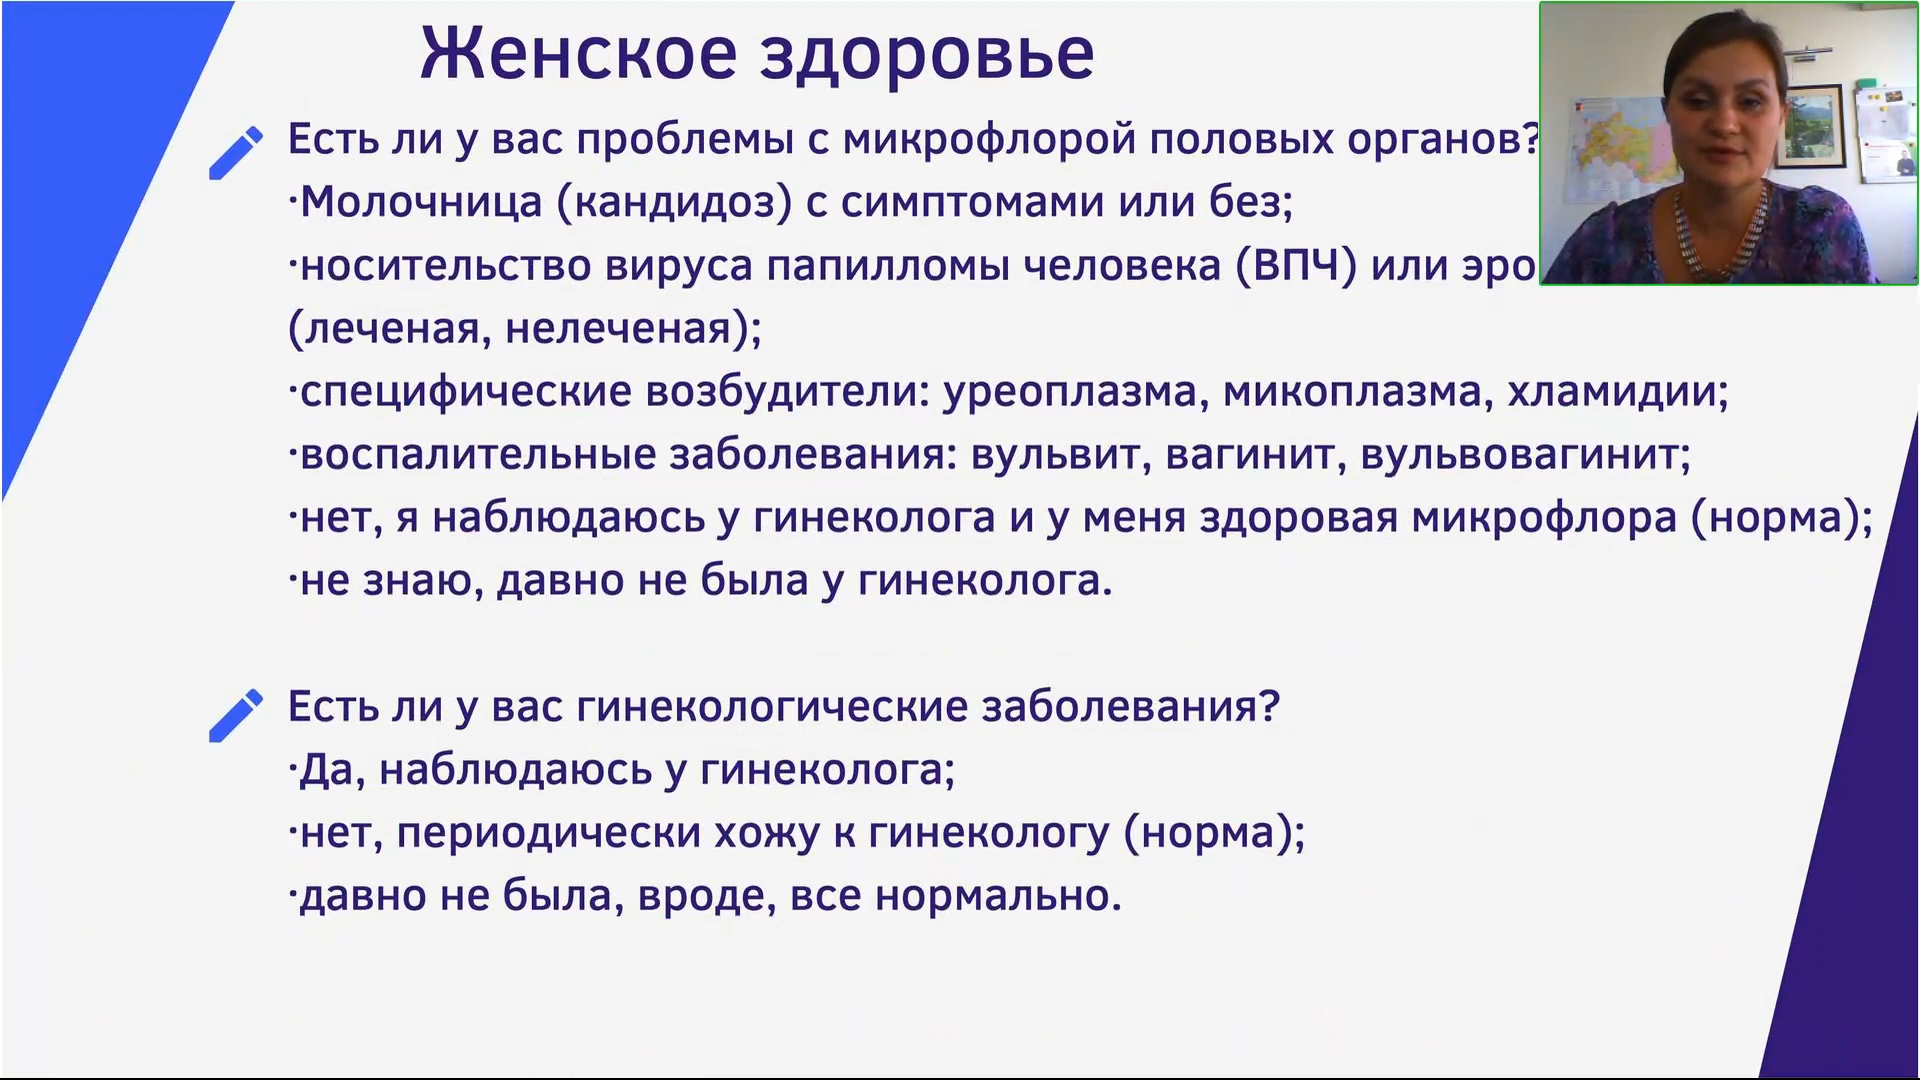 Женское здоровье
Есть ли у вас проблемы с микрофлорой половых органов?
·Молочница (кандидоз) с симптомами или без;
·носительство вируса папилломы человека (ВПЧ) или
(леченая, нелеченая);
·специфические возбудители: уреоплазма, микоплазма, хламидии;
·воспалительные заболевания: вульвит, вагинит, вульвовагинит;
·нет, я наблюдаюсь у гинеколога и у меня здоровая микрофлора (норма);
·не знаю, давно не была у гинеколога.
Есть ли у вас гинекологические заболевания?
·Да, наблюдаюсь у гинеколога;
·нет, периодически хожу к гинекологу (норма);
·давно не была, вроде, все нормально.